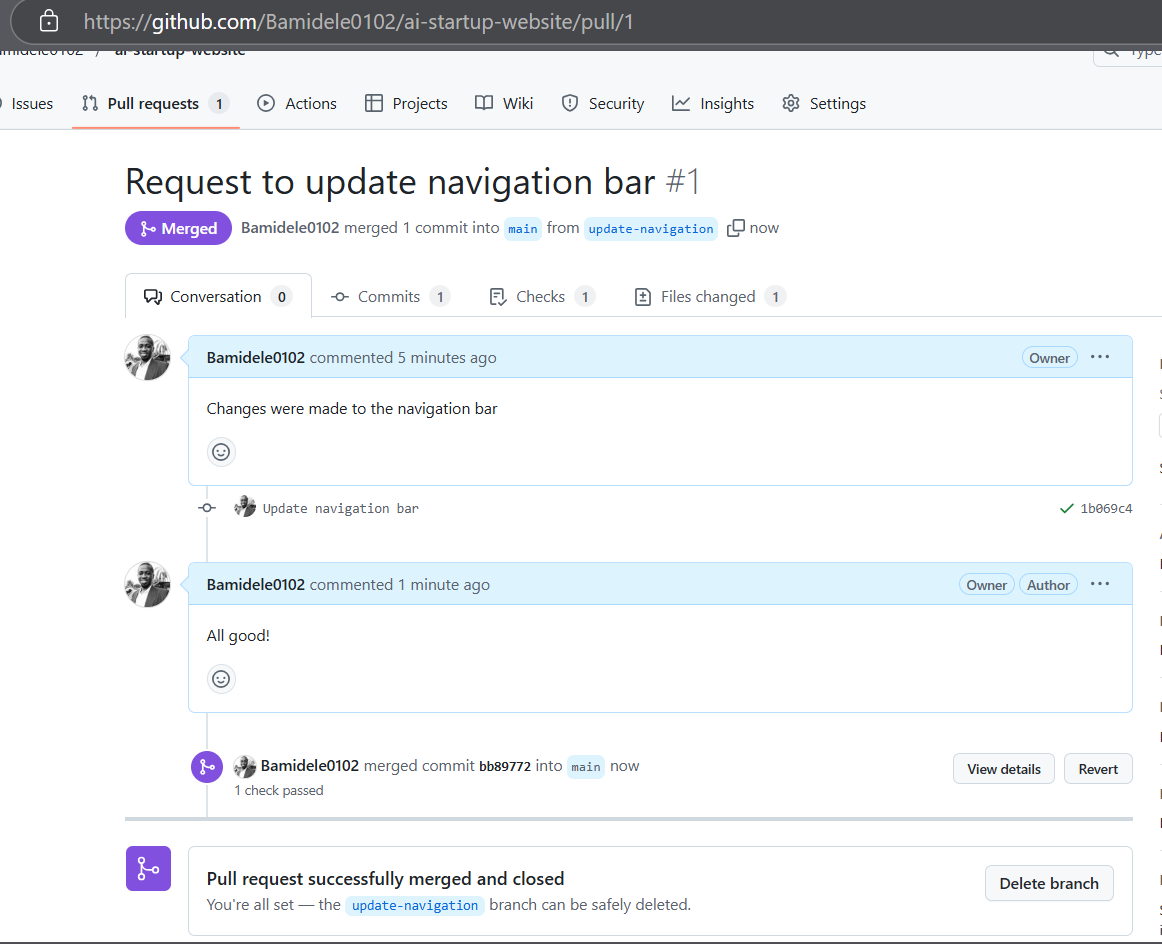 https://github.com/Bamidele0102/ai-startup-website/pull/1
ai-startup-website
Type
Issues Pull requests 1 Actions Projects Wiki Security Insights Settings
Request to update navigation bar #1
Merged Bamidele0102 merged 1 commit into main from update-navigation now
Conversation 0 Commits 1 Checks 1 Files changed 1
Bamidele0102 commented 5 minutes ago Owner ...
Changes were made to the navigation bar
Update navigation bar 1b069c4
Bamidele0102 commented 1 minute ago Owner Author ...
All good!
Bamidele0102 merged commit bb89772 into main now View details Revert
1 check passed
Pull request successfully merged and closed
You're all set — the update-navigation branch can be safely deleted. Delete branch